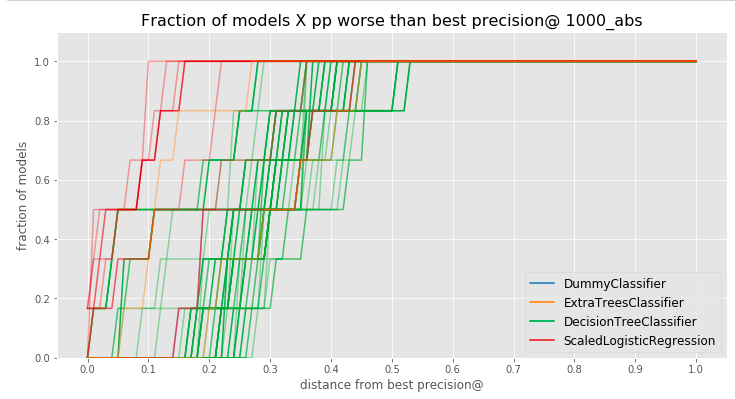 Fraction of models X pp worse than best precision@ 1000_abs
fraction of models
1.0
0.8
0.6
0.4
0.2
0.0
0.0 0.1 0.2 0.3 0.4 0.5 0.6 0.7 0.8 0.9 1.0
distance from best precision@
DummyClassifier
ExtraTreesClassifier
DecisionTreeClassifier
ScaledLogisticRegression